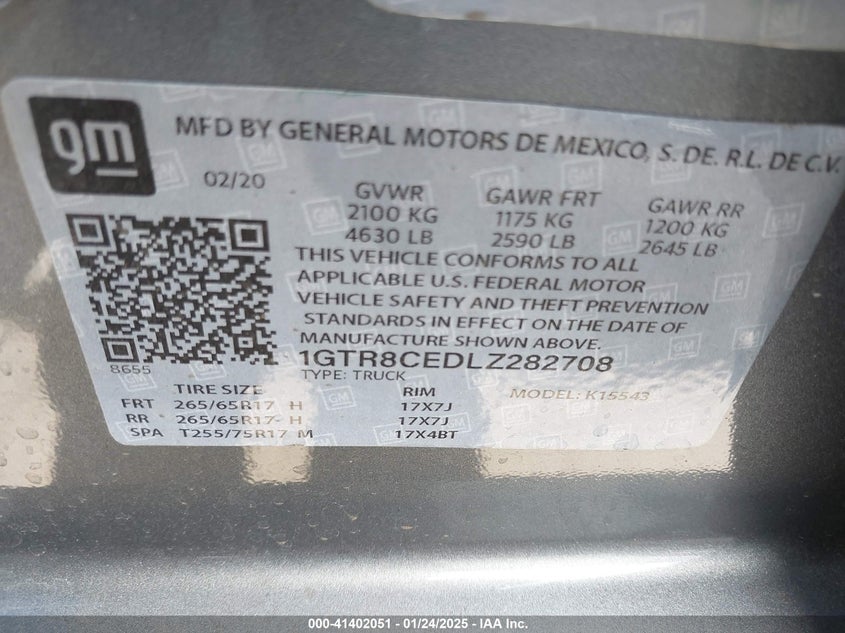 gm
MFD BY GENERAL MOTORS DE MEXICO, S. DE. R.L. DE C.V.
02/20 GVWR GAWR FRT GAWR RR
2100 KG 1175 KG 1200 KG
4630 LB 2590 LB 2645 LB
THIS VEHICLE CONFORMS TO ALL
APPLICABLE U.S. FEDERAL MOTOR
VEHICLE SAFETY AND THEFT PREVENTION
STANDARDS IN EFFECT ON THE DATE OF
MANUFACTURE SHOWN ABOVE.
8655 1GTR8CEDLZ282708
TYPE: TRUCK MODEL: K15543
TIRE SIZE RIM
FRT 265/65R17 H 17X7J
RR 265/65R17 H 17X7J
SPA T255/75R17 M 17X4BT
000-41402051 - 01/24/2025 - IAA Inc.